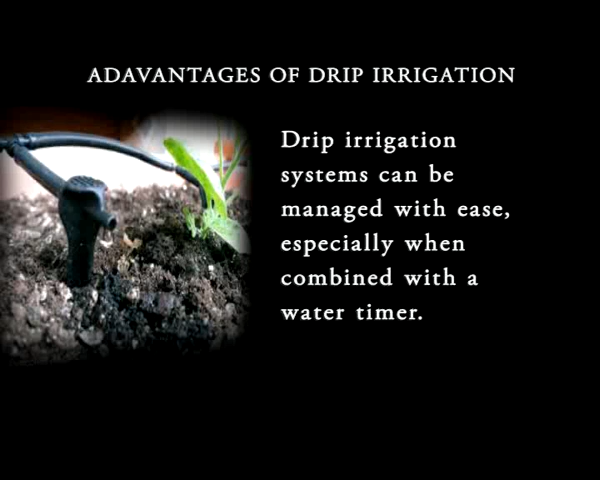 ADAVANTAGES OF DRIP IRRIGATION
Drip irrigation
systems can be
managed with ease,
especially when
combined with a
water timer.